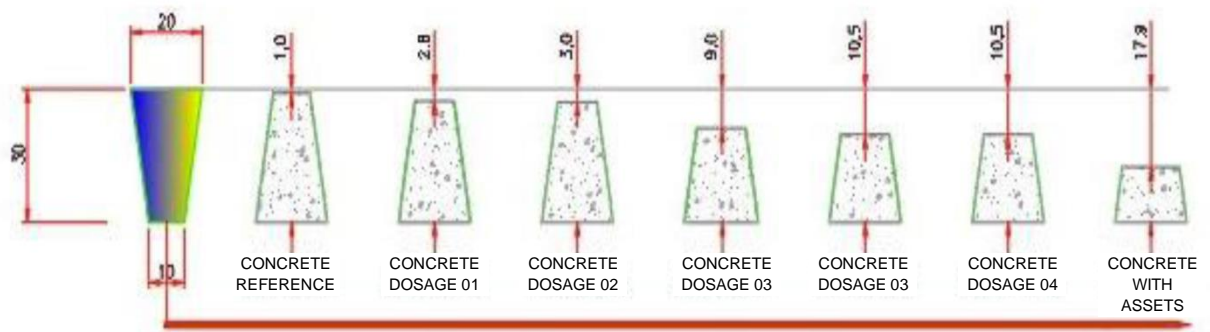 20
1,0
2.8
3,0
9,0
10,5
10,5
17,9
30
10
CONCRETE
REFERENCE
CONCRETE
DOSAGE 01
CONCRETE
DOSAGE 02
CONCRETE
DOSAGE 03
CONCRETE
DOSAGE 03
CONCRETE
DOSAGE 04
CONCRETE
WITH
ASSETS